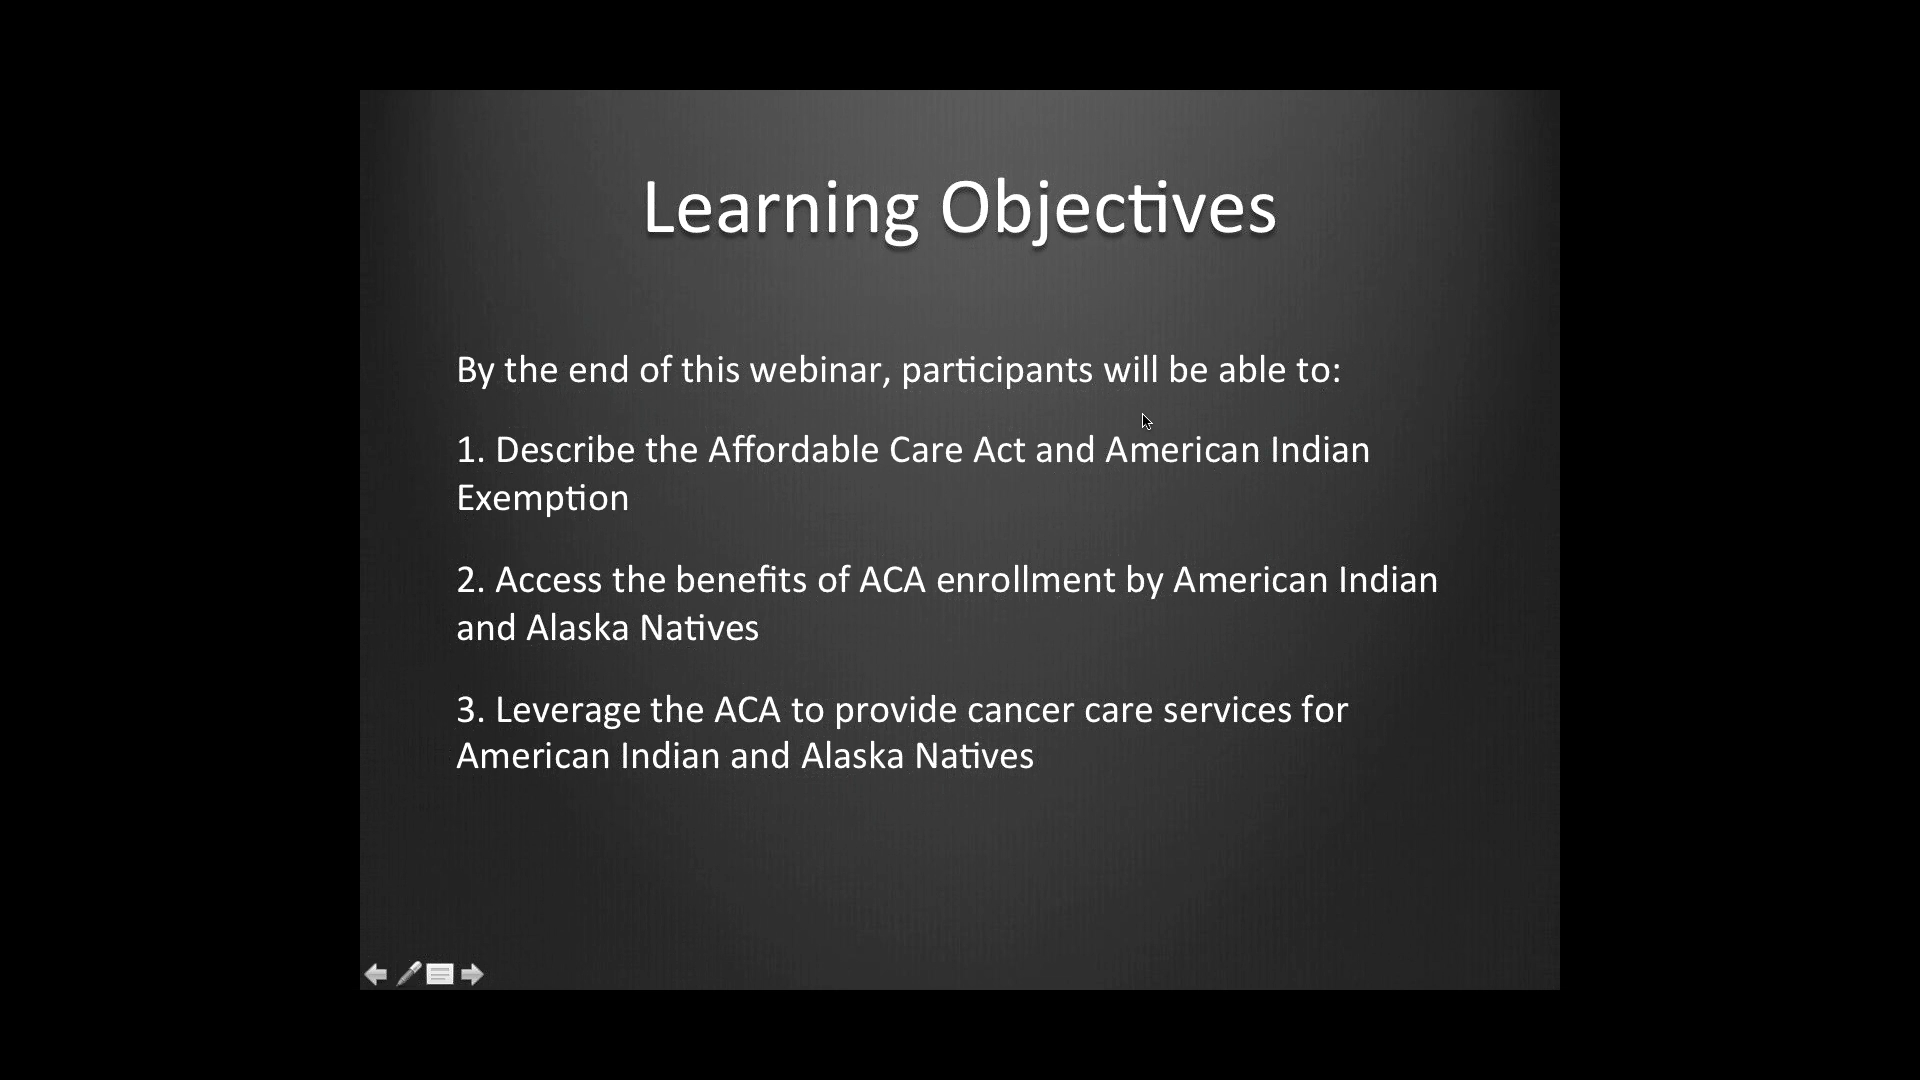 Learning Objectives
By the end of this webinar, participants will be able to:
1. Describe the Affordable Care Act and American Indian
Exemption
2. Access the benefits of ACA enrollment by American Indian
and Alaska Natives
3. Leverage the ACA to provide cancer care services for
American Indian and Alaska Natives